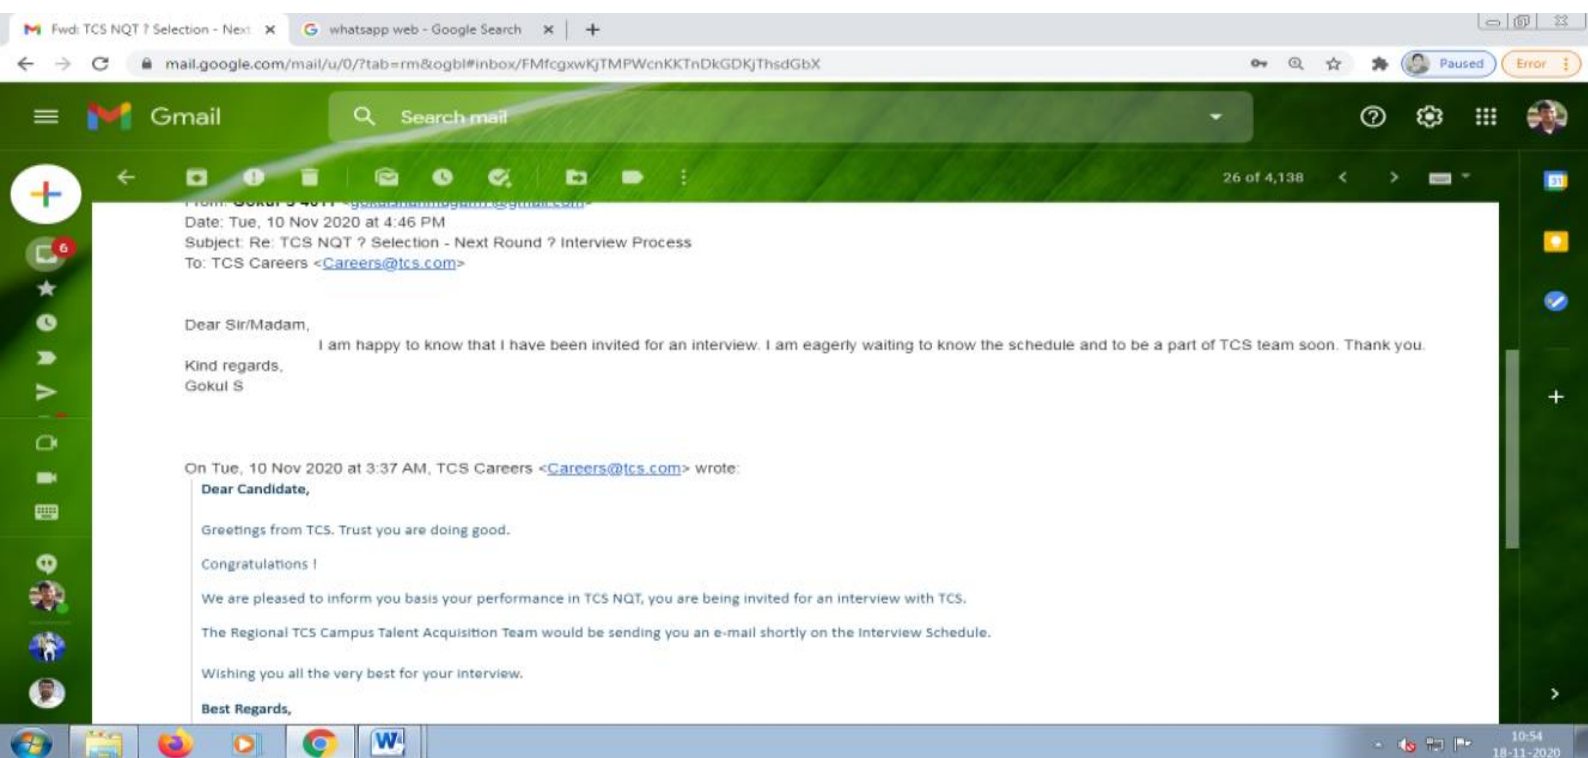 Fwd: TCS NQT ? Selection - Next
whatsapp web - Google Search
mail.google.com/mail/u/0/?tab=rm&ogbl#inbox/FMfcgxwKjTMPWcnKKTnDkGDKjThsdGbX
Paused
Error
Gmail
Search mail
26 of 4,138
31
6
Date: Tue, 10 Nov 2020 at 4:46 PM
Subject: Re: TCS NQT ? Selection - Next Round ? Interview Process
To: TCS Careers <Careers@tcs.com>
Dear Sir/Madam,
I am happy to know that I have been invited for an interview. I am eagerly waiting to know the schedule and to be a part of TCS team soon. Thank you.
Kind regards,
Gokul S
On Tue, 10 Nov 2020 at 3:37 AM, TCS Careers <Careers@tcs.com> wrote:
Dear Candidate,
Greetings from TCS. Trust you are doing good.
Congratulations !
We are pleased to inform you basis your performance in TCS NQT, you are being invited for an interview with TCS.
The Regional TCS Campus Talent Acquisition Team would be sending you an e-mail shortly on the Interview Schedule.
Wishing you all the very best for your interview.
Best Regards,
W
10:54
18-11-2020